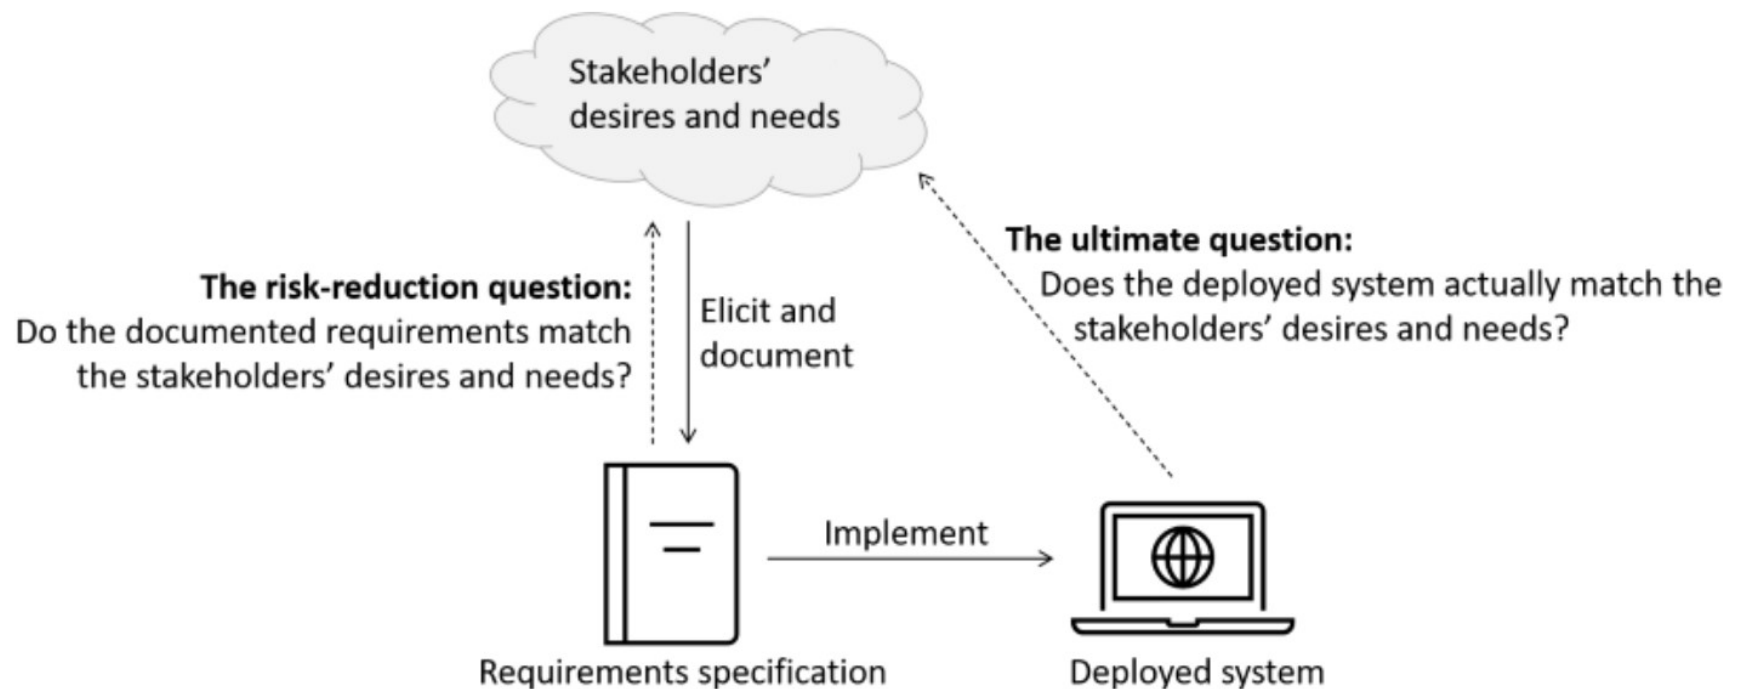 Stakeholders’
desires and needs
The risk-reduction question:
Do the documented requirements match
the stakeholders’ desires and needs?
Elicit and
document
The ultimate question:
Does the deployed system actually match the
stakeholders’ desires and needs?
Implement
Requirements specification
Deployed system